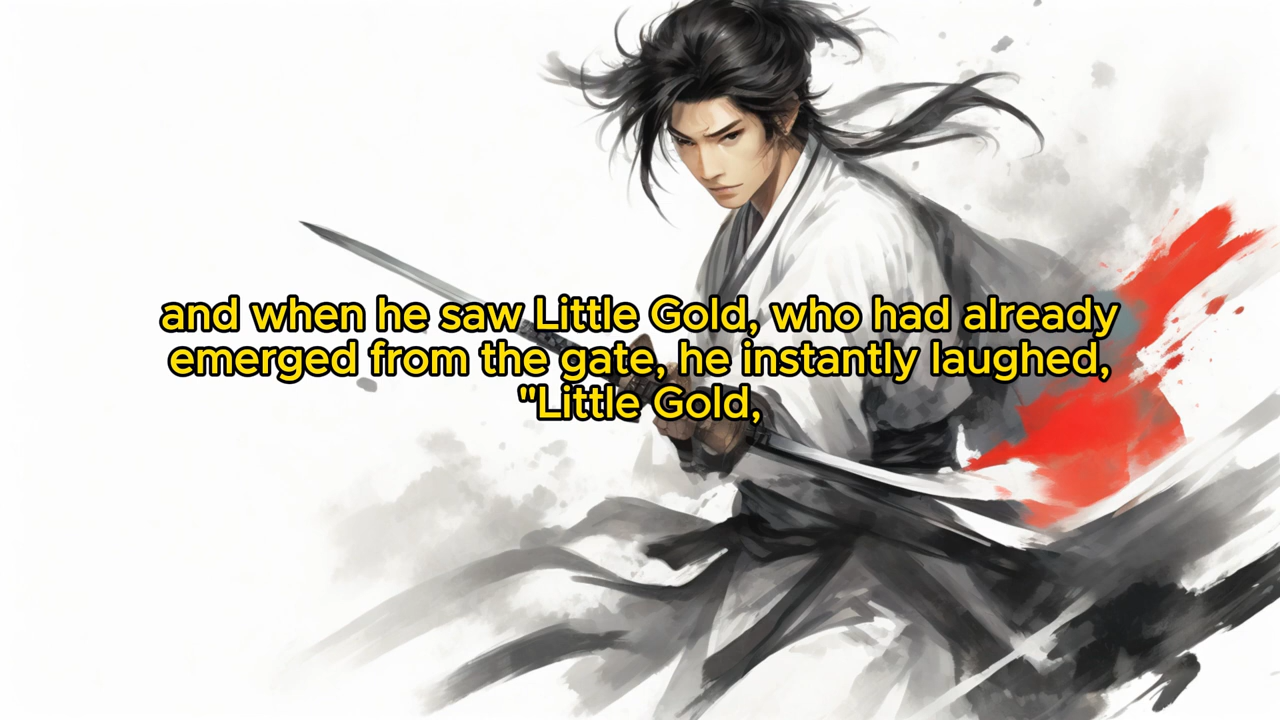 and when he saw Little Gold, who had already
emerged from the gate, he instantly laughed,
"Little Gold,